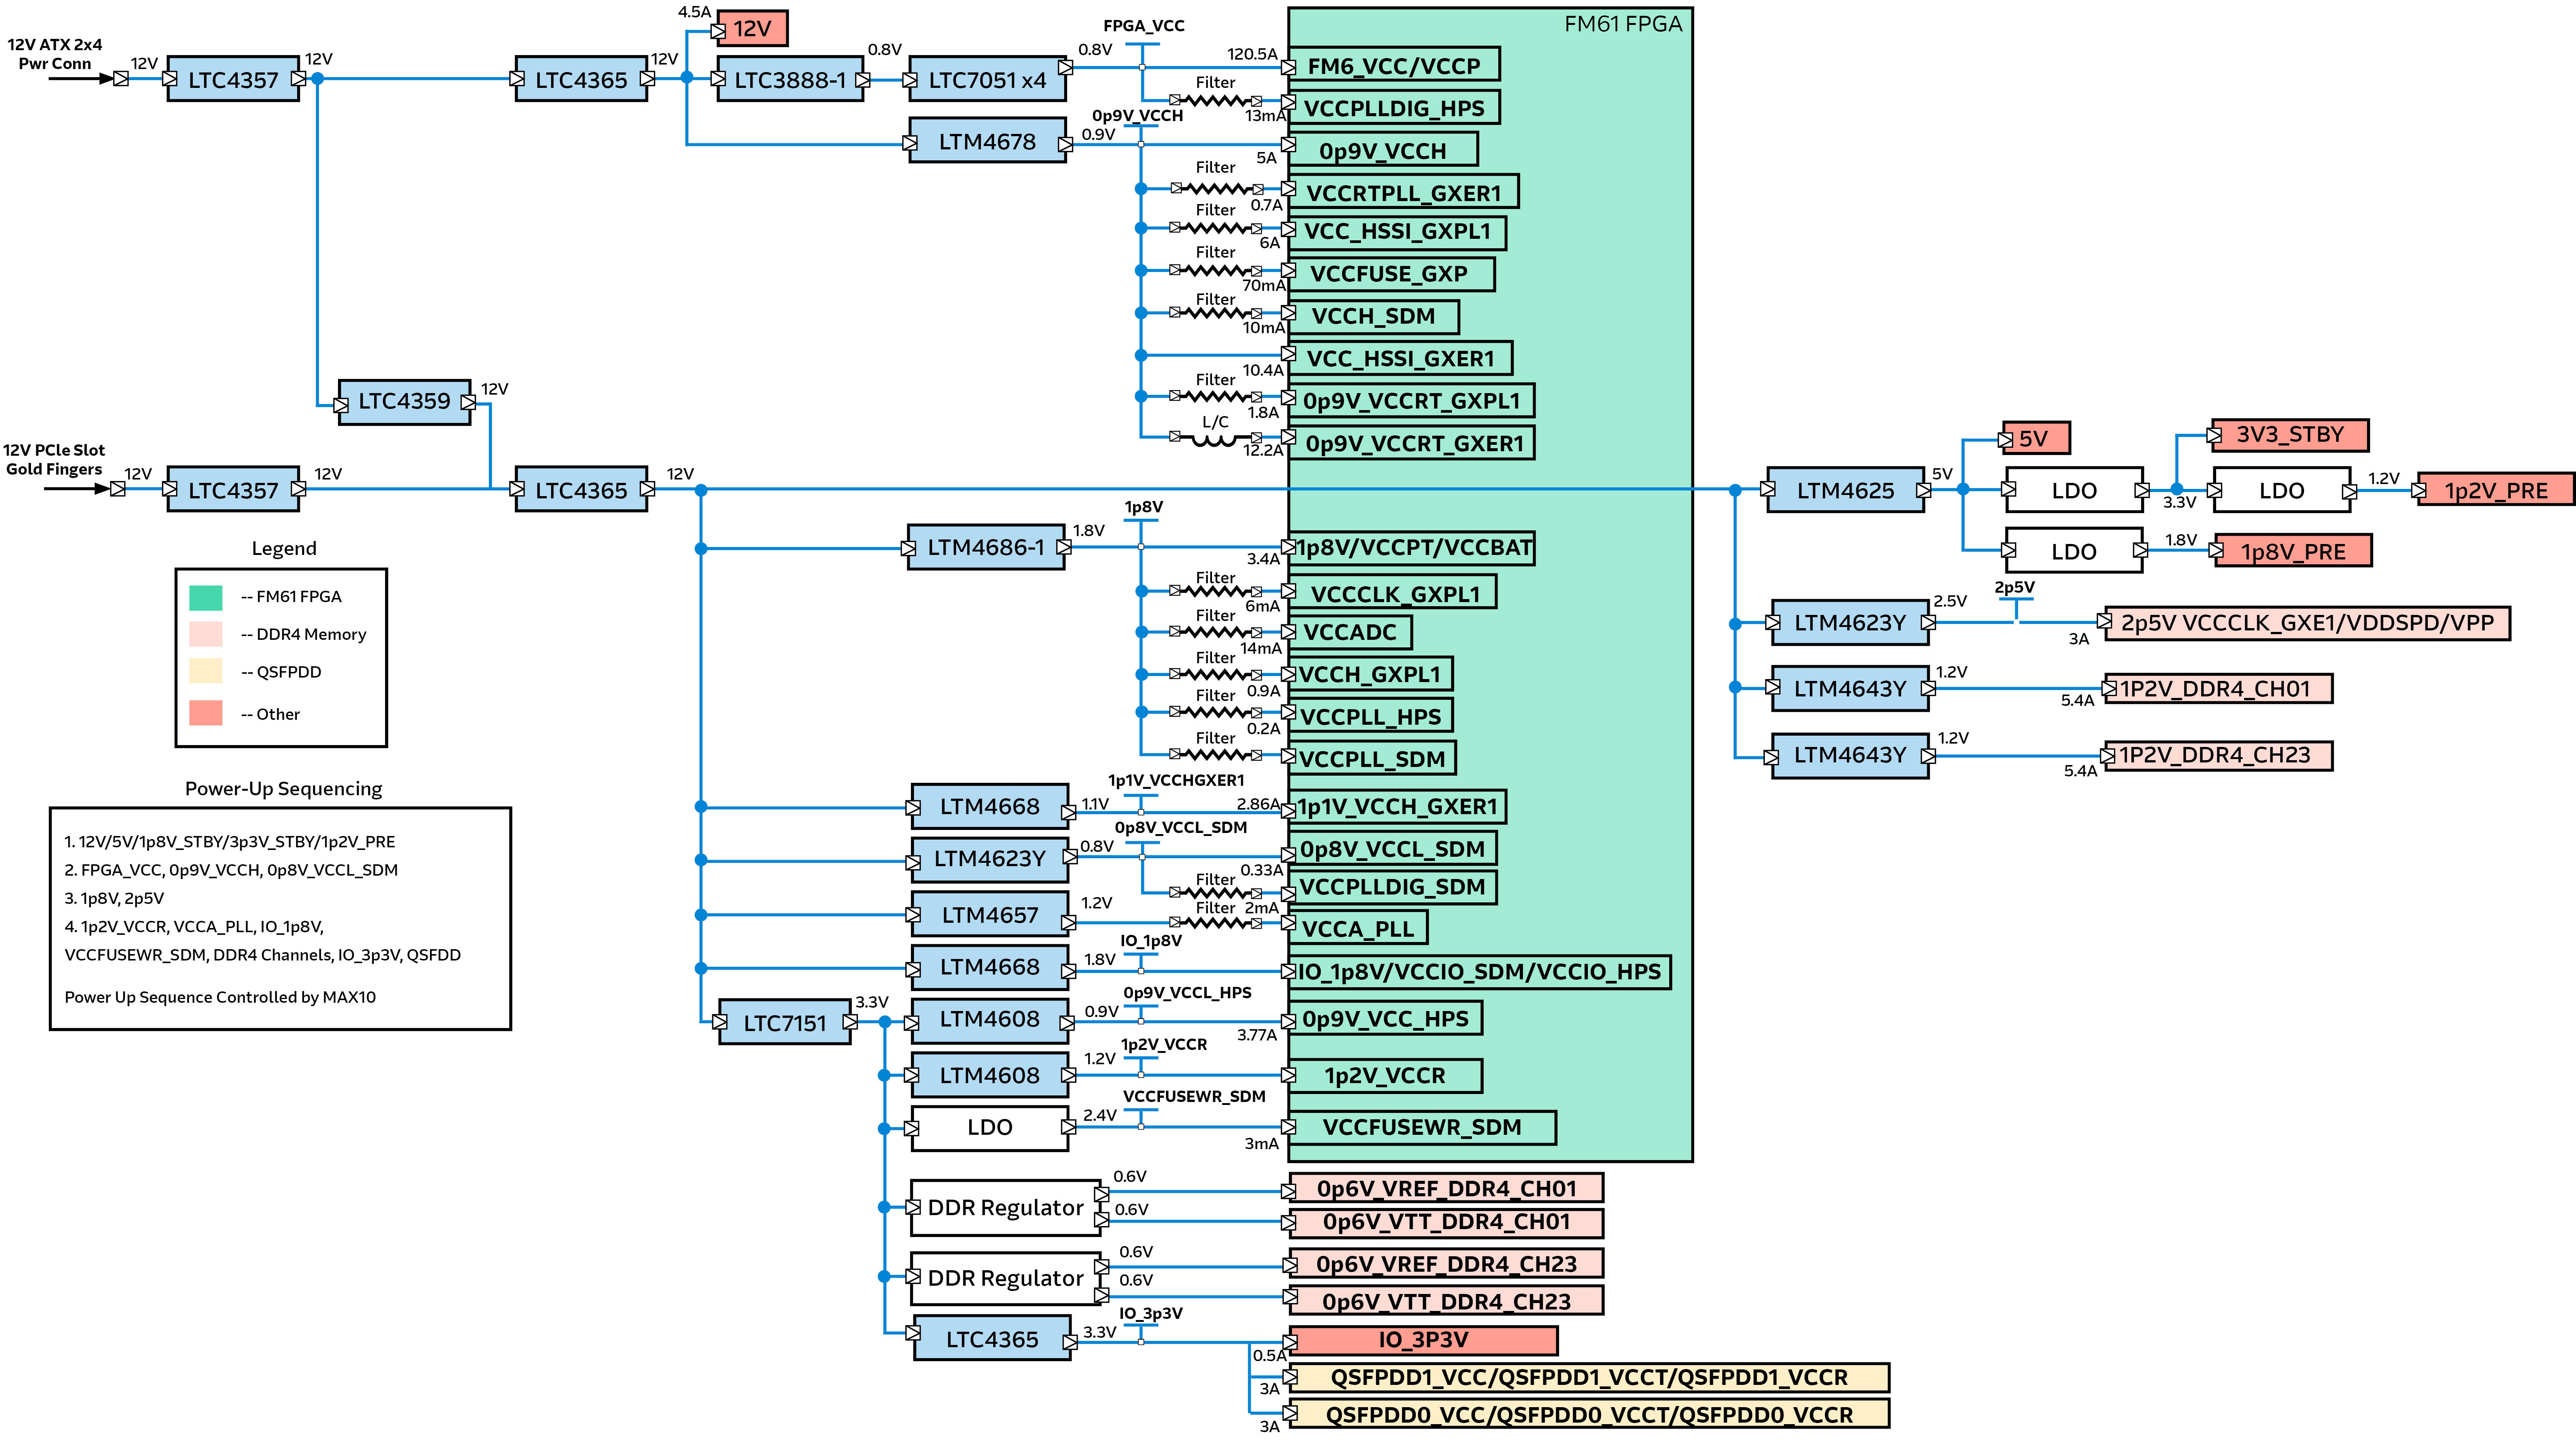 FM61 FPGA
12V ATX 2x4
Pwr Conn
12V
LTC4357
12V
LTC4365
12V
4.5A
12V
LTC3888-1
0.8V
LTC7051 x4
0.8V
FPGA_VCC
120.5A
FM6_VCC/VCCP
Filter
13mA
VCCPLLDIG_HPS
LTM4678
0.9V
0p9V_VCCH
5A
0p9V_VCCH
Filter
0.7A
VCCRTPLL_GXER1
Filter
6A
VCC_HSSI_GXPL1
Filter
70mA
VCCFUSE_GXP
Filter
10mA
VCCH_SDM
10.4A
VCC_HSSI_GXER1
Filter
1.8A
0p9V_VCCRT_GXPL1
L/C
12.2A
0p9V_VCCRT_GXER1
LTC4359
12V
12V PCIe Slot
Gold Fingers
12V
LTC4357
12V
LTC4365
12V
LTM4625
5V
5V
LDO
3.3V
3V3_STBY
LDO
1.2V
1p2V_PRE
LDO
1.8V
1p8V_PRE
LTM4623Y
2.5V
2p5V
3A
2p5V VCCCLK_GXE1/VDDSPD/VPP
LTM4643Y
1.2V
5.4A
1P2V_DDR4_CH01
LTM4643Y
1.2V
5.4A
1P2V_DDR4_CH23
LTM4686-1
1.8V
1p8V
3.4A
1p8V/VCCPT/VCCBAT
Filter
6mA
VCCCLK_GXPL1
Filter
14mA
VCCADC
Filter
0.9A
VCCH_GXPL1
Filter
0.2A
VCCPLL_HPS
Filter
VCCPLL_SDM
LTM4668
1.1V
1p1V_VCCHGXER1
2.86A
1p1V_VCCH_GXER1
LTM4623Y
0.8V
0p8V_VCCL_SDM
0.33A
0p8V_VCCL_SDM
Filter
2mA
VCCPLLDIG_SDM
LTM4657
1.2V
Filter
VCCA_PLL
LTM4668
1.8V
IO_1p8V
IO_1p8V/VCCIO_SDM/VCCIO_HPS
LTC7151
3.3V
LTM4608
0.9V
0p9V_VCCL_HPS
3.77A
0p9V_VCC_HPS
LTM4608
1.2V
1p2V_VCCR
1p2V_VCCR
LDO
2.4V
VCCFUSEWR_SDM
3mA
VCCFUSEWR_SDM
DDR Regulator
0.6V
0p6V_VREF_DDR4_CH01
0.6V
0p6V_VTT_DDR4_CH01
DDR Regulator
0.6V
0p6V_VREF_DDR4_CH23
0.6V
0p6V_VTT_DDR4_CH23
LTC4365
3.3V
IO_3p3V
0.5A
IO_3P3V
3A
QSFPDD1_VCC/QSFPDD1_VCCT/QSFPDD1_VCCR
3A
QSFPDD0_VCC/QSFPDD0_VCCT/QSFPDD0_VCCR
Legend
-- FM61 FPGA
-- DDR4 Memory
-- QSFPDD
-- Other
Power-Up Sequencing
1. 12V/5V/1p8V_STBY/3p3V_STBY/1p2V_PRE
2. FPGA_VCC, 0p9V_VCCH, 0p8V_VCCL_SDM
3. 1p8V, 2p5V
4. 1p2V_VCCR, VCCA_PLL, IO_1p8V,
VCCFUSEWR_SDM, DDR4 Channels, IO_3p3V, QSFDD
Power Up Sequence Controlled by MAX10